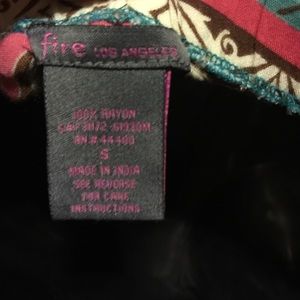 fire LOS ANGELES
100% RAYON
RN # 44400
S
MADE IN INDIA
SEE REVERSE
FOR CARE
INSTRUCTIONS